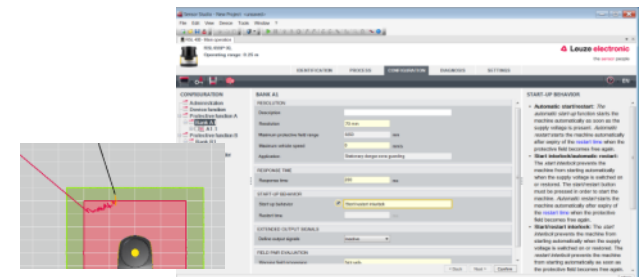 Sensor Studio - New Project - <unsaved>
File Edit View Device Tools Window ?
Operating range: 8.25 m
Leuze electronic
the sensor people
IDENTIFICATION PROCESS CONFIGURATION DIAGNOSIS SETTINGS
EN
CONFIGURATION
Administration
Device function
Protective function A
Bank A1
A1.1
Protective function B
Bank B1
BANK A1
RESOLUTION
Description
Resolution 70 mm
Maximum protective field range mm
Maximum vehicle speed
Application Stationary danger zone guarding
RESPONSE TIME
Response time ms
START-UP BEHAVIOR
Start-up behavior Start/restart interlock
Restart time
EXTENDED OUTPUT SIGNALS
Define output signals
FIELD PAIR EVALUATION
< Back Next > Confirm
START-UP BEHAVIOR
• Automatic start/restart: The
automatic start-up function starts the
machine automatically as soon as the
supply voltage is present. Automatic
restart starts the machine automatically
after expiry of the restart time when the
protective field becomes free again.
• Start interlock/automatic restart:
The start interlock prevents the
machine from starting automatically
when the supply voltage is switched on
or restored. The start/restart button
must be pressed in order to start the
machine. Automatic restart starts the
machine automatically after expiry of
the restart time when the protective
field becomes free again.
• Start/restart interlock: The start
interlock prevents the machine from
starting automatically when the supply
voltage is switched on or restored. The
restart interlock prevents the machine
from starting automatically as soon as
the protective field becomes free again